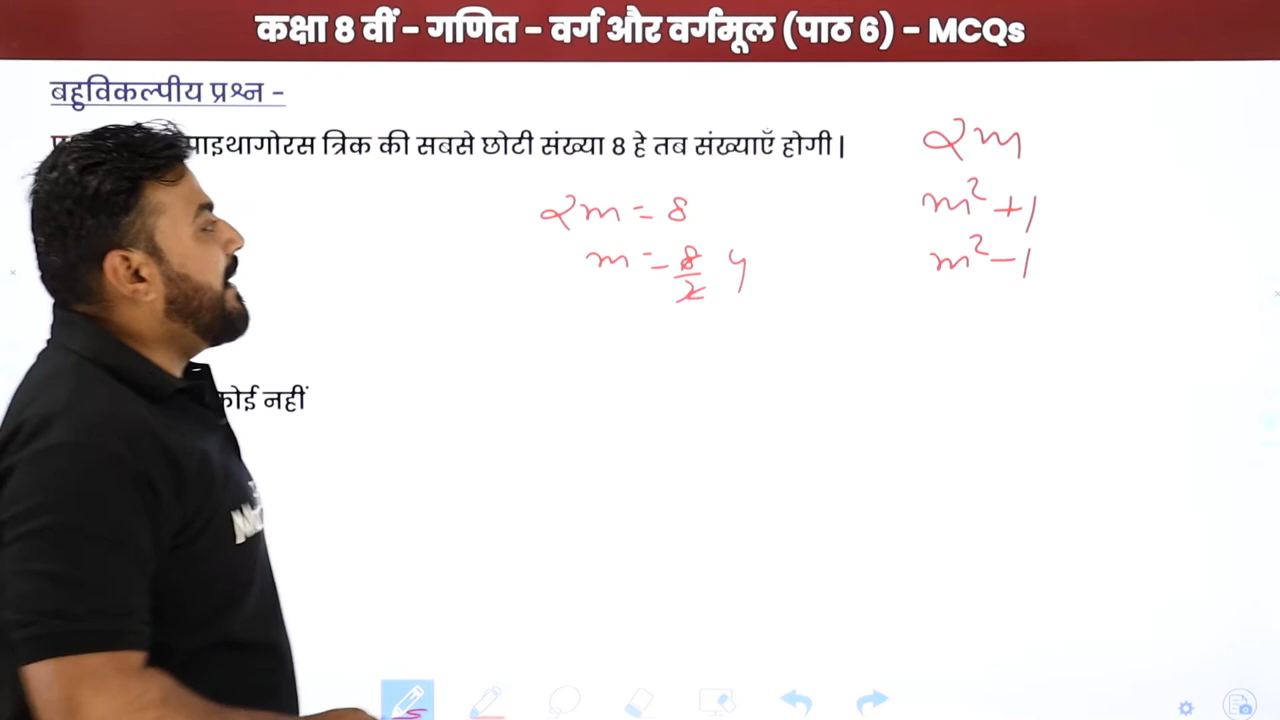 कक्षा 8 वीं – गणित – वर्ग और वर्गमूल (पाठ 6) – MCQs
बहुविकल्पीय प्रश्न –
पाइथागोरस त्रिक की सबसे छोटी संख्या 8 हे तब संख्याएँ होगी |
2m
2m = 8
m² + 1
m = 8/2 4
m² - 1
कोई नहीं